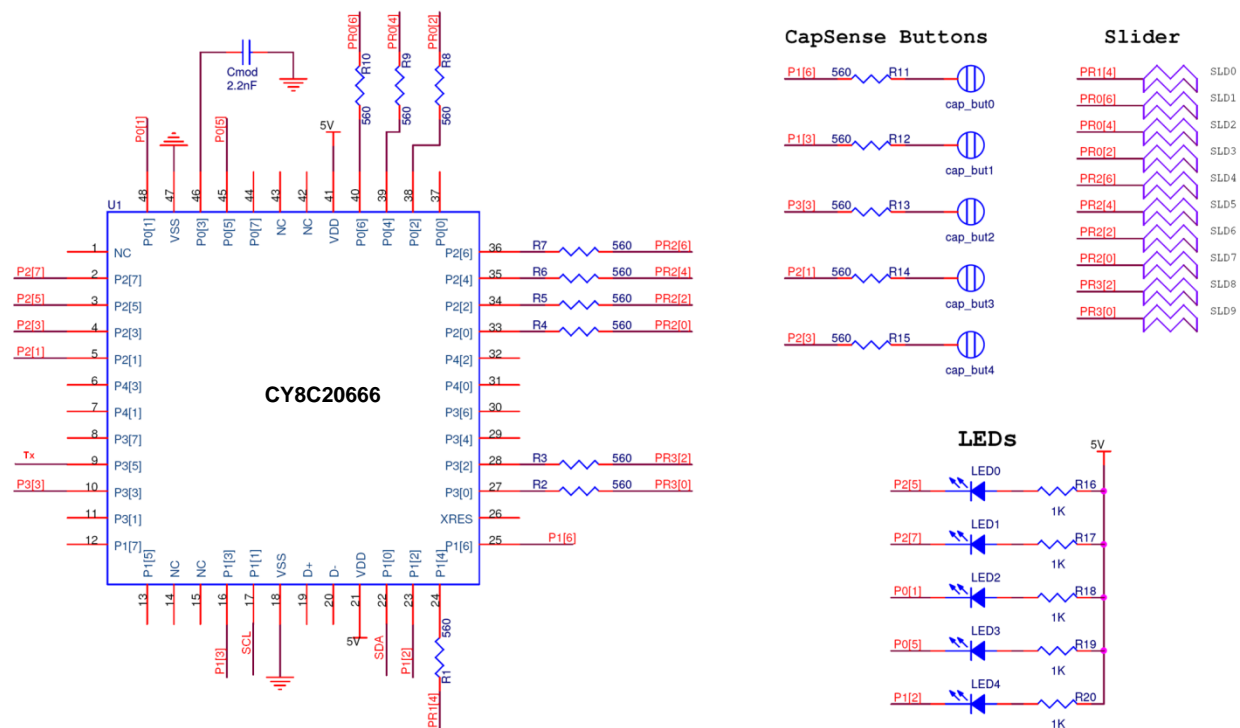 CapSense Buttons
Slider
PR0[6]
PR0[4]
PR0[2]
R10
R9
R8
560
560
560
Cmod
2.2nF
P0[1]
P0[5]
5V
48
47
46
45
44
43
42
41
40
39
38
37
U1
P0[1]
VSS
P0[3]
P0[5]
P0[7]
NC
NC
VDD
P0[6]
P0[4]
P0[2]
P0[0]
1 NC
P2[7] 2 P2[7]
P2[5] 3 P2[5]
P2[3] 4 P2[3]
P2[1] 5 P2[1]
6 P4[3]
7 P4[1]
8 P3[7]
Tx 9 P3[5]
P3[3] 10 P3[3]
11 P3[1]
12 P1[7]
CY8C20666
P2[6] 36 R7 560 PR2[6]
P2[4] 35 R6 560 PR2[4]
P2[2] 34 R5 560 PR2[2]
P2[0] 33 R4 560 PR2[0]
P4[2] 32
P4[0] 31
P3[6] 30
P3[4] 29
P3[2] 28 R3 560 PR3[2]
P3[0] 27 R2 560 PR3[0]
XRES 26
P1[6] 25 P1[6]
P1[5]
NC
NC
P1[3]
P1[1]
VSS
D+
D-
VDD
P1[0]
P1[2]
P1[4]
13
14
15
16
17
18
19
20
21
22
23
24
P1[3]
SCL
5V
SDA
P1[2]
560
R1
PR1[4]
P1[6] 560 R11
cap_but0
P1[3] 560 R12
cap_but1
P3[3] 560 R13
cap_but2
P2[1] 560 R14
cap_but3
P2[3] 560 R15
cap_but4
PR1[4] SLD0
PR0[6] SLD1
PR0[4] SLD2
PR0[2] SLD3
PR2[6] SLD4
PR2[4] SLD5
PR2[2] SLD6
PR2[0] SLD7
PR3[2] SLD8
PR3[0] SLD9
LEDs
5V
LED0
P2[5] R16
1K
LED1
P2[7] R17
1K
LED2
P0[1] R18
1K
LED3
P0[5] R19
1K
LED4
P1[2] R20
1K